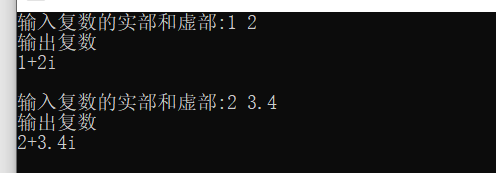 输入复数的实部和虚部:1 2
输出复数
1+2i
输入复数的实部和虚部:2 3.4
输出复数
2+3.4i